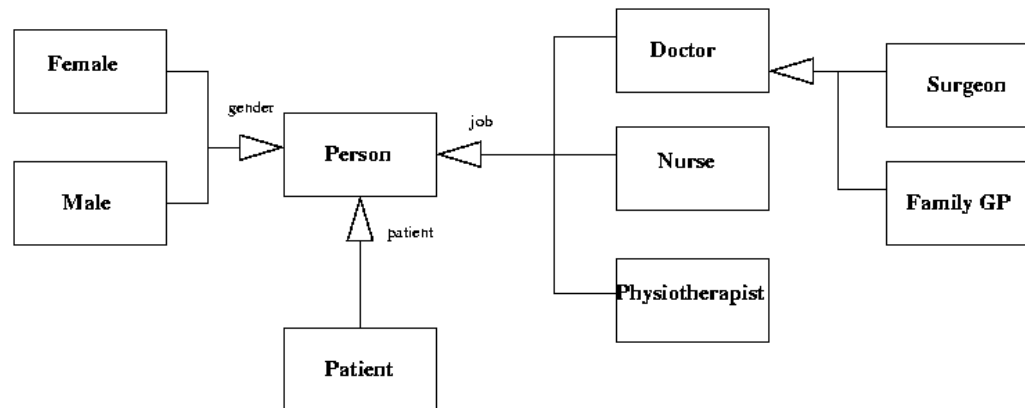 Female
Doctor
Surgeon
gender
job
Person
Nurse
Male
Family GP
patient
Physiotherapist
Patient